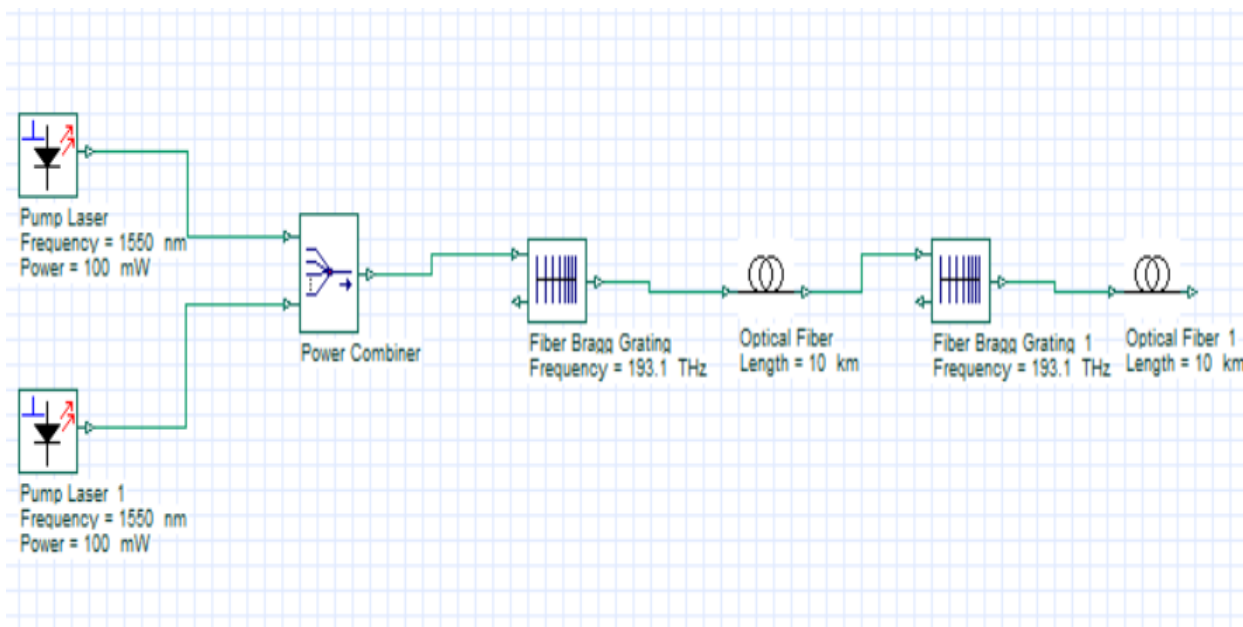 Pump Laser
Frequency = 1550 nm
Power = 100 mW
Power Combiner
Fiber Bragg Grating
Frequency = 193.1 THz
Optical Fiber
Length = 10 km
Fiber Bragg Grating 1
Frequency = 193.1 THz
Optical Fiber 1
Length = 10 km
Pump Laser 1
Frequency = 1550 nm
Power = 100 mW